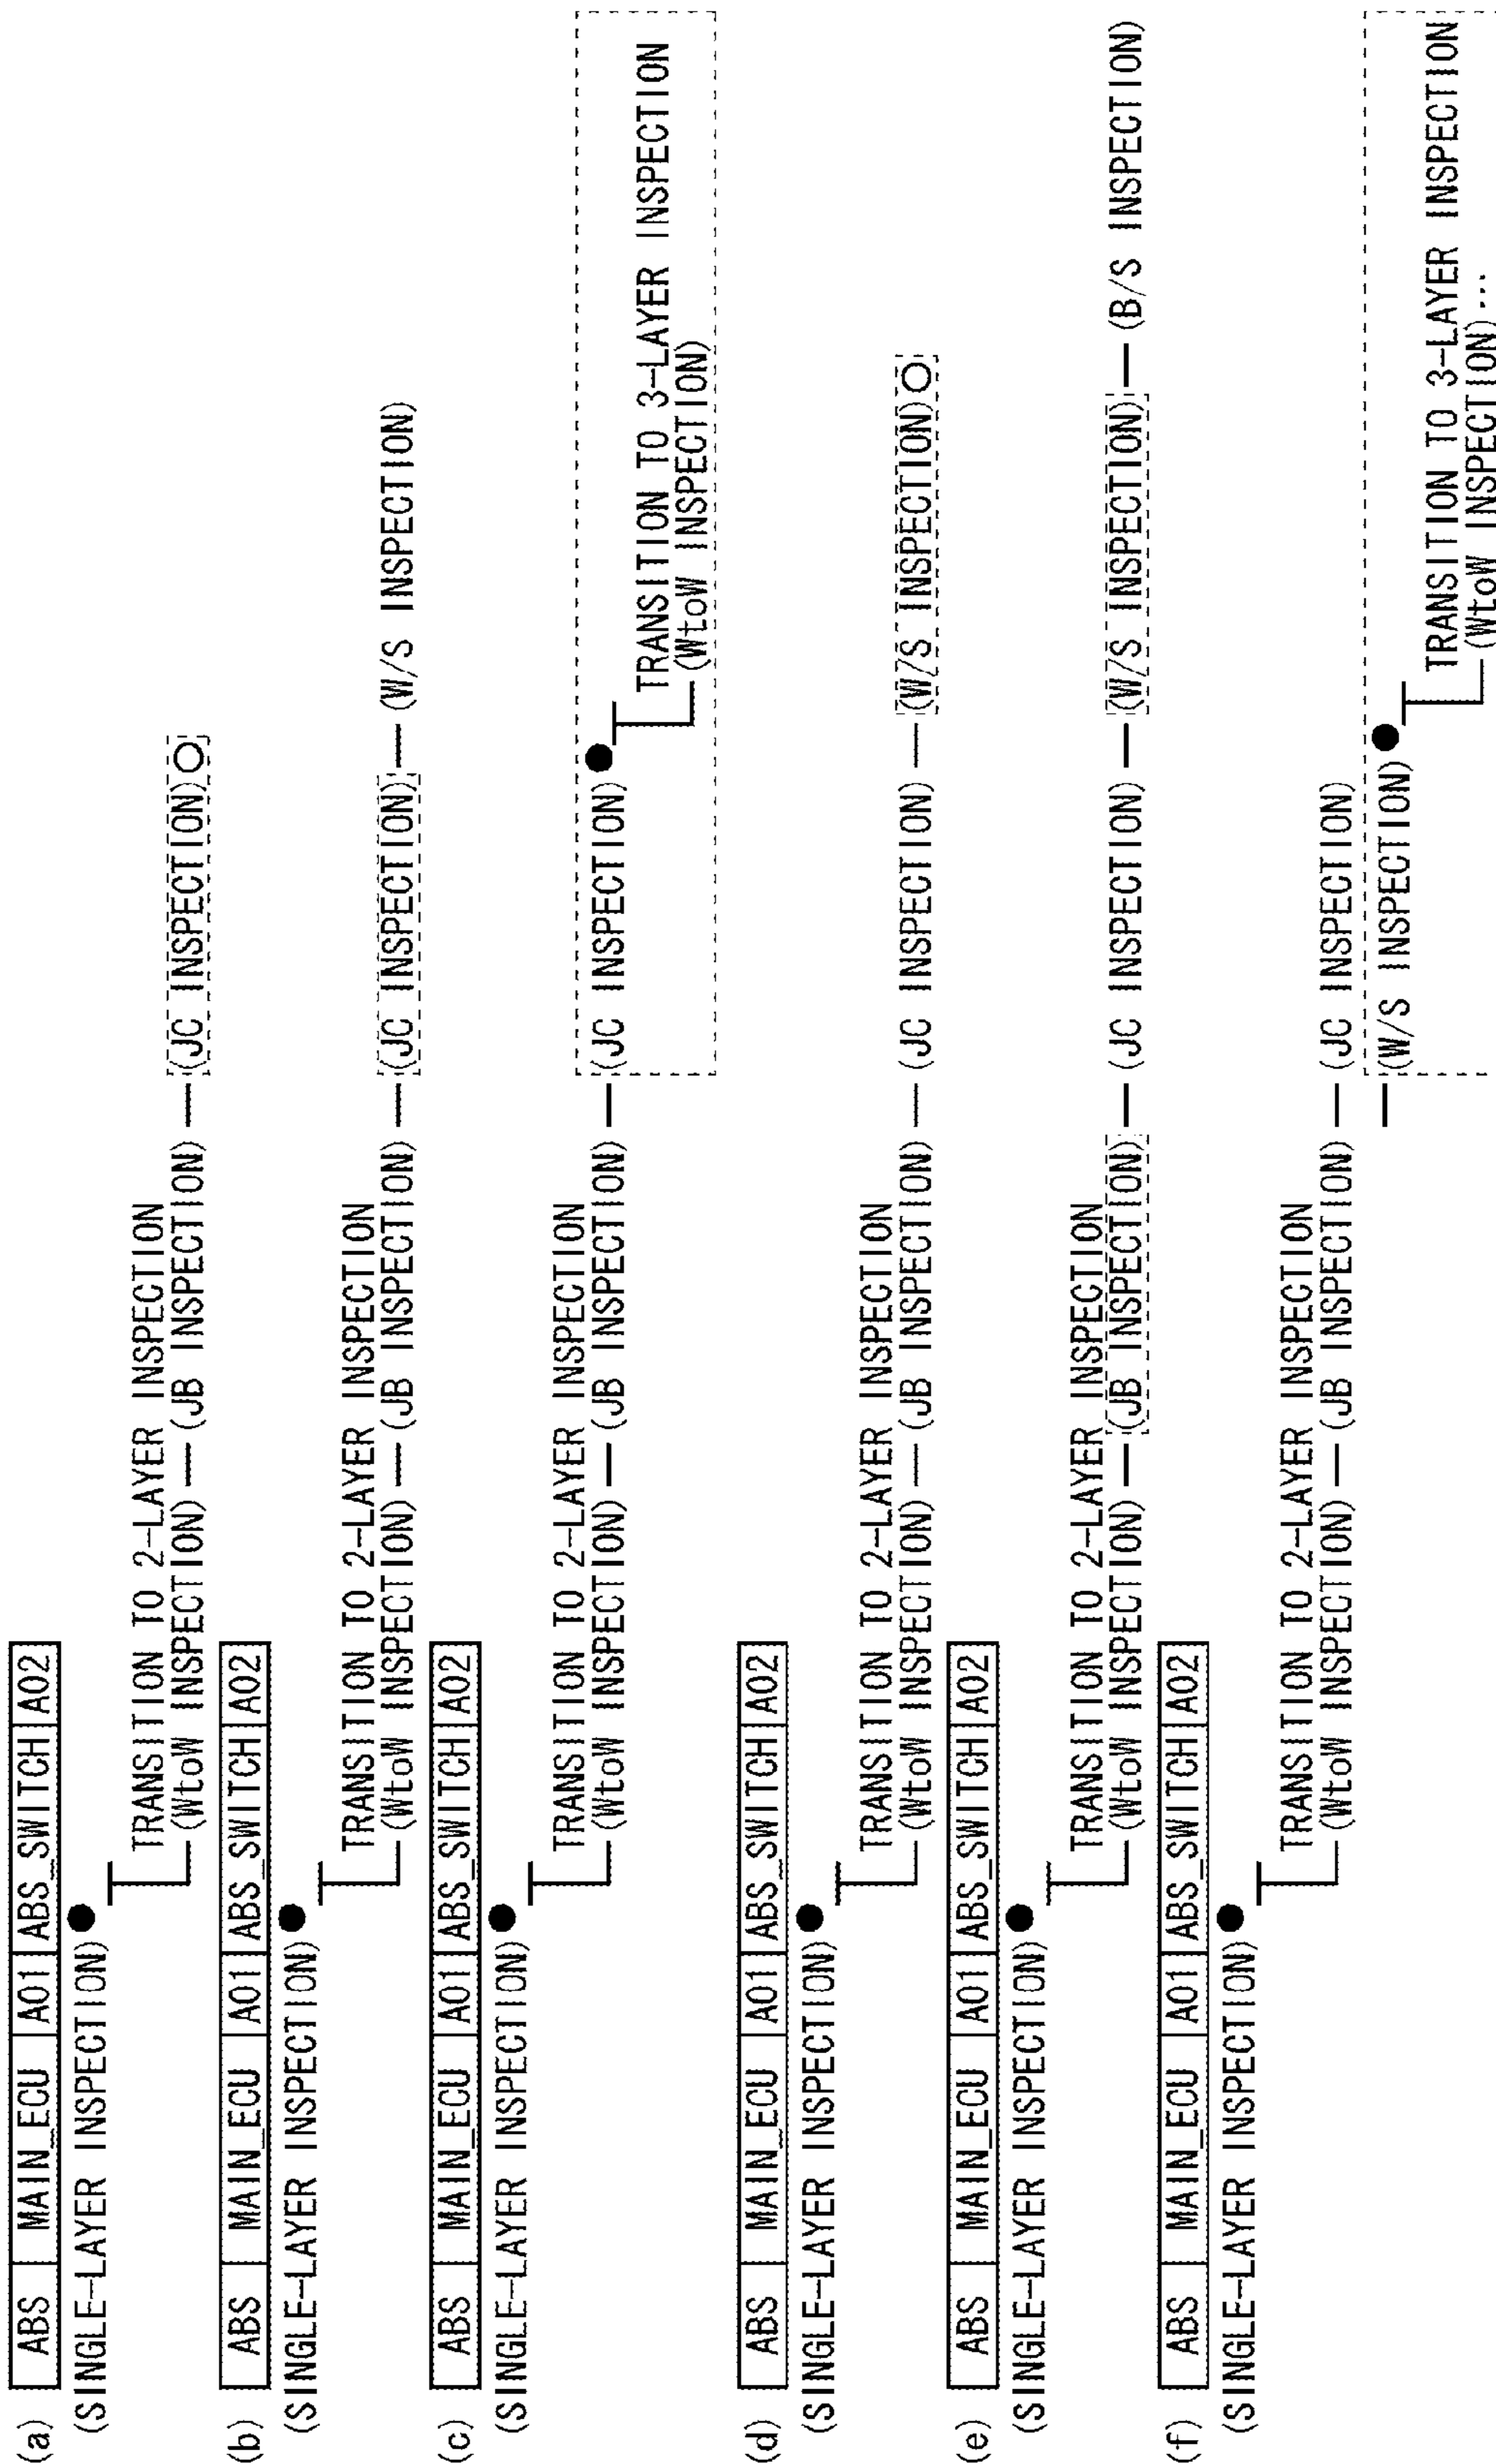 (a) ABS MAIN_ECU A01 ABS_SWITCH A02
(SINGLE-LAYER INSPECTION)
TRANSITION TO 2-LAYER INSPECTION
(WtoW INSPECTION) — (JB INSPECTION) — (JC INSPECTION)○
(b) ABS MAIN_ECU A01 ABS_SWITCH A02
(SINGLE-LAYER INSPECTION)
TRANSITION TO 2-LAYER INSPECTION
(WtoW INSPECTION) — (JB INSPECTION) — (JC INSPECTION) — (W/S INSPECTION)
(c) ABS MAIN_ECU A01 ABS_SWITCH A02
(SINGLE-LAYER INSPECTION)
TRANSITION TO 2-LAYER INSPECTION
(WtoW INSPECTION) — (JB INSPECTION) — (JC INSPECTION)
TRANSITION TO 3-LAYER INSPECTION
(WtoW INSPECTION)
(d) ABS MAIN_ECU A01 ABS_SWITCH A02
(SINGLE-LAYER INSPECTION)
TRANSITION TO 2-LAYER INSPECTION
(WtoW INSPECTION) — (JB INSPECTION) — (JC INSPECTION) — (W/S INSPECTION)○
(e) ABS MAIN_ECU A01 ABS_SWITCH A02
(SINGLE-LAYER INSPECTION)
TRANSITION TO 2-LAYER INSPECTION
(WtoW INSPECTION) — (JB INSPECTION) — (JC INSPECTION) — (W/S INSPECTION) — (B/S INSPECTION)
(f) ABS MAIN_ECU A01 ABS_SWITCH A02
(SINGLE-LAYER INSPECTION)
TRANSITION TO 2-LAYER INSPECTION
(WtoW INSPECTION) — (JB INSPECTION) — (JC INSPECTION)
— (W/S INSPECTION)
TRANSITION TO 3-LAYER INSPECTION
(WtoW INSPECTION)...